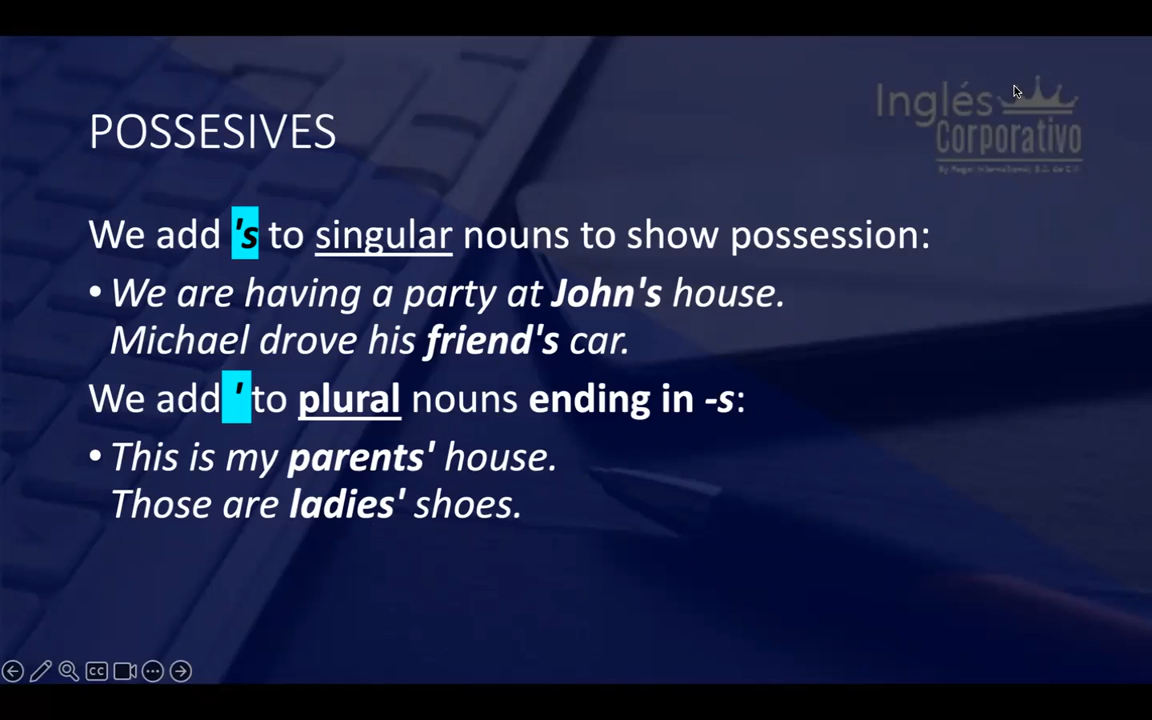 Inglés
Corporativo
POSSESIVES
We add 's to singular nouns to show possession:
• We are having a party at John's house.
Michael drove his friend's car.
We add ' to plural nouns ending in -s:
• This is my parents' house.
Those are ladies' shoes.
CC